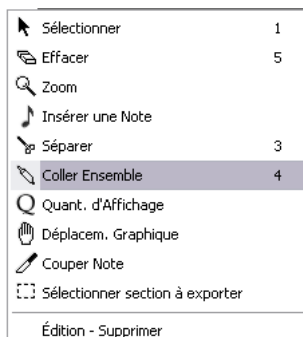 Sélectionner 1
Effacer 5
Zoom
Insérer une Note
Séparer 3
Coller Ensemble 4
Quant. d'Affichage
Déplacem. Graphique
Couper Note
Sélectionner section à exporter
Édition - Supprimer